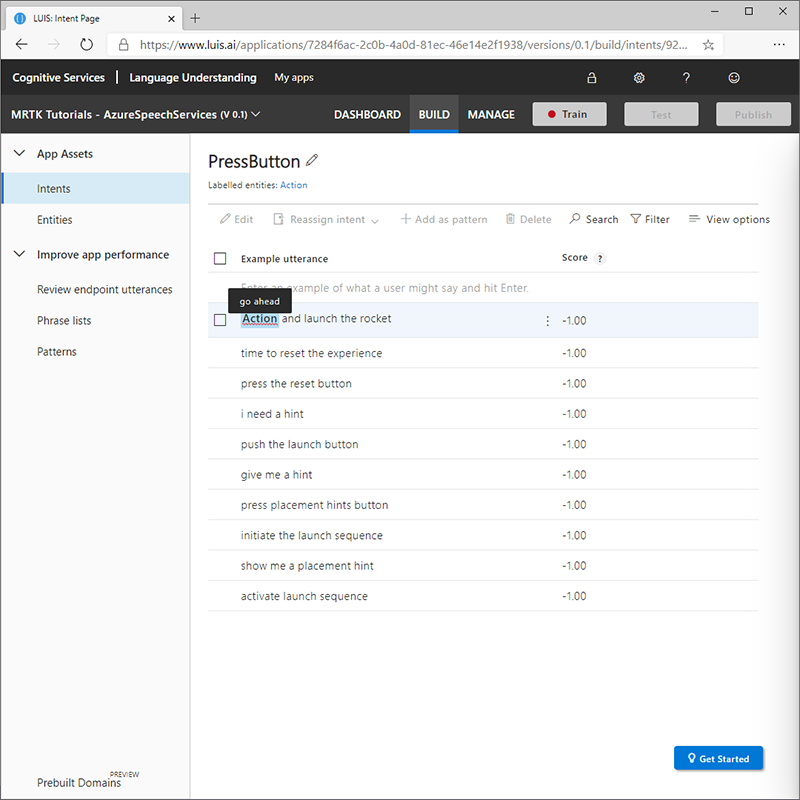 LUIS: Intent Page
https://www.luis.ai/applications/7284f6ac-2c0b-4a0d-81ec-46e14e2f1938/versions/0.1/build/intents/92...
Cognitive Services | Language Understanding My apps ?
MRTK Tutorials - AzureSpeechServices (V 0.1) DASHBOARD BUILD MANAGE Train Test Publish
App Assets
Intents
Entities
Improve app performance
Review endpoint utterances
Phrase lists
Patterns
Prebuilt Domains PREVIEW
PressButton
Labelled entities: Action
Edit Reassign intent Add as pattern Delete Search Filter View options
Example utterance Score ?
Enter an example of what a user might say and hit Enter.
go ahead
Action and launch the rocket -1.00
time to reset the experience -1.00
press the reset button -1.00
i need a hint -1.00
push the launch button -1.00
give me a hint -1.00
press placement hints button -1.00
initiate the launch sequence -1.00
show me a placement hint -1.00
activate launch sequence -1.00
Get Started